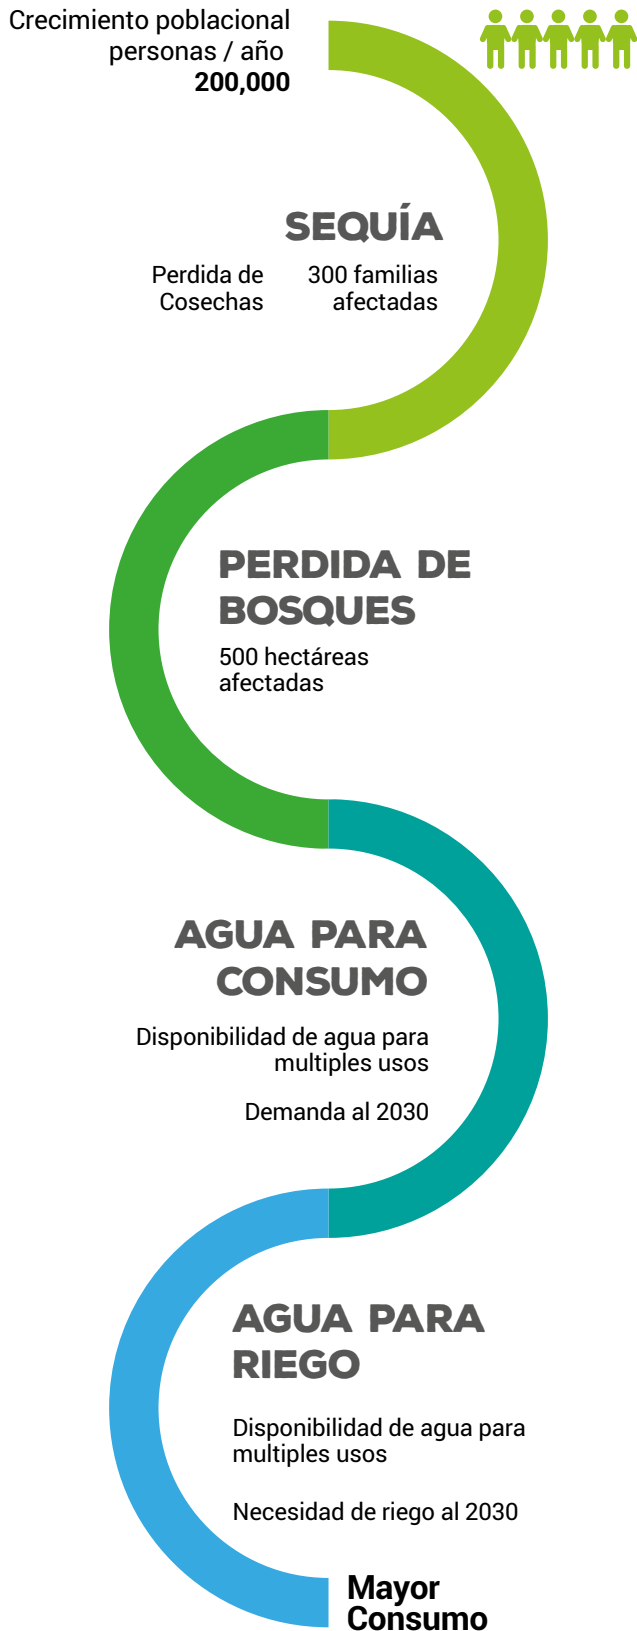 Crecimiento poblacional
personas / año
200,000
SEQUÍA
Perdida de
Cosechas
300 familias
afectadas
PERDIDA DE
BOSQUES
500 hectáreas
afectadas
AGUA PARA
CONSUMO
Disponibilidad de agua para
multiples usos
Demanda al 2030
AGUA PARA
RIEGO
Disponibilidad de agua para
multiples usos
Necesidad de riego al 2030
Mayor
Consumo